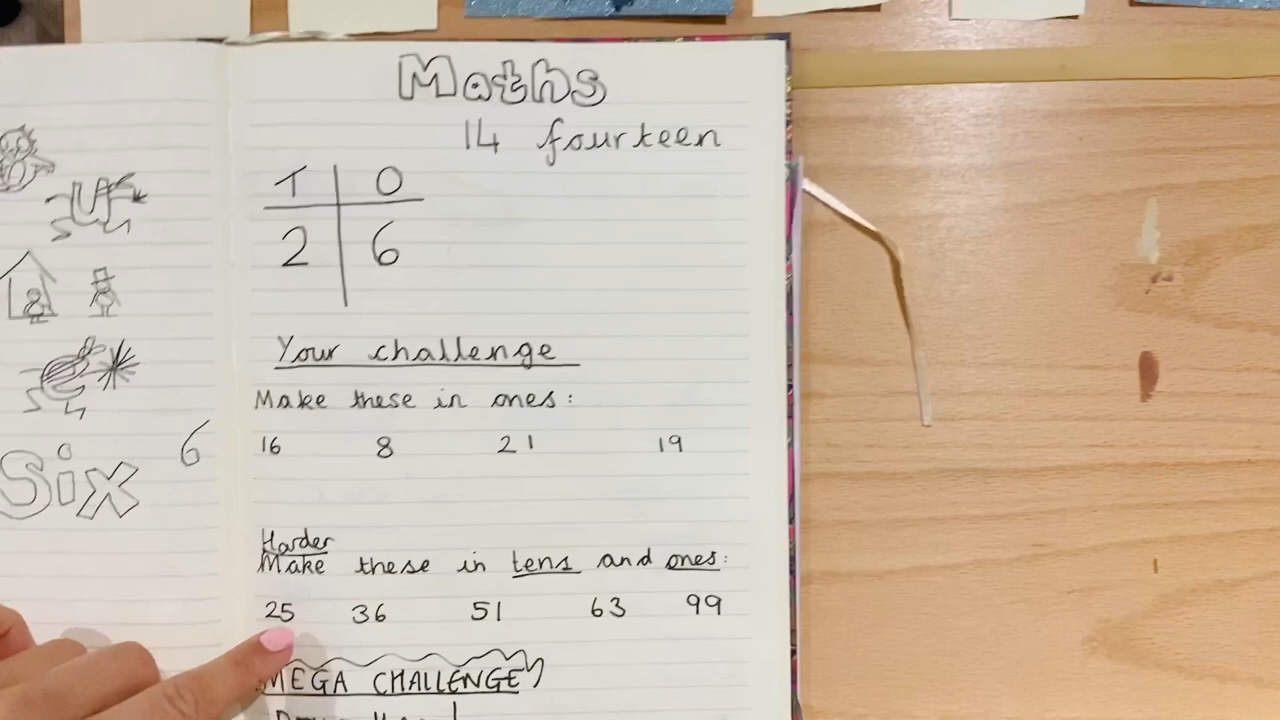 Maths
14 fourteen
T O
2 6
Your challenge
Make these in ones:
16 8 21 19
Harder
Make these in tens and ones:
25 36 51 63 99
MEGA CHALLENGE
Six 6